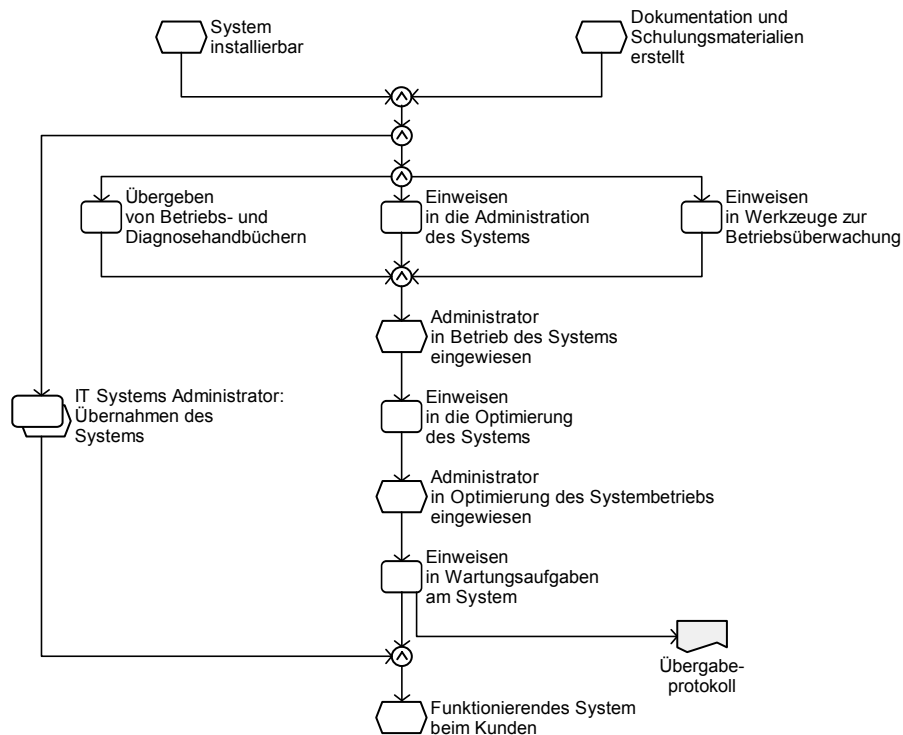 System
installierbar
Dokumentation und
Schulungsmaterialien
erstellt
Übergeben
von Betriebs- und
Diagnosehandbüchern
Einweisen
in die Administration
des Systems
Einweisen
in Werkzeuge zur
Betriebsüberwachung
Administrator
in Betrieb des Systems
eingewiesen
IT Systems Administrator:
Übernahmen des
Systems
Einweisen
in die Optimierung
des Systems
Administrator
in Optimierung des Systembetriebs
eingewiesen
Einweisen
in Wartungsaufgaben
am System
Übergabe-
protokoll
Funktionierendes System
beim Kunden